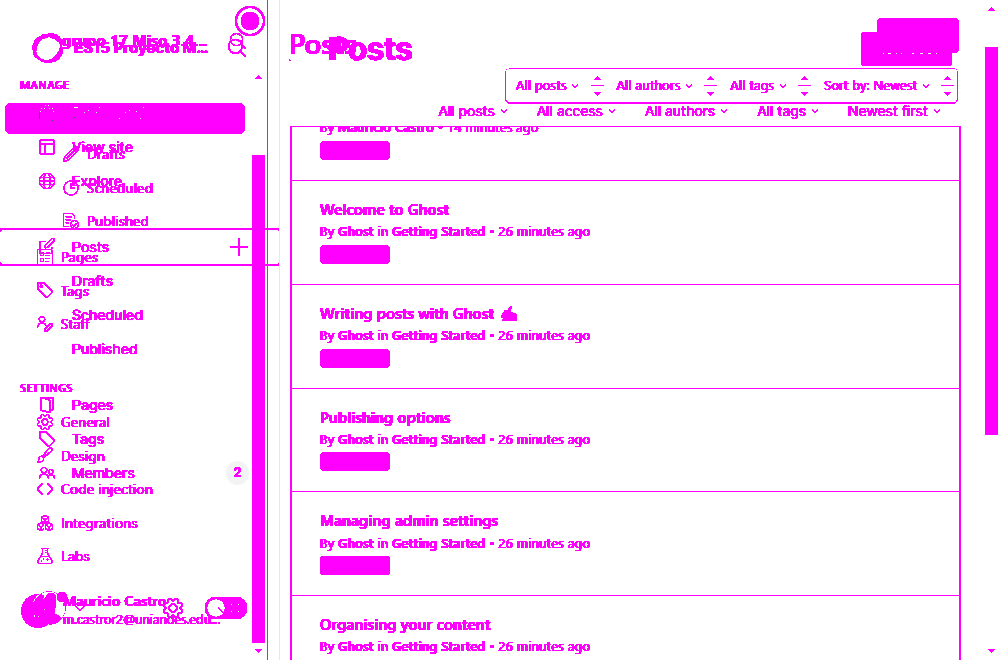 grupo 17 Miso 3 4
EST5 Proyecto M...
MANAGE
View site
Drafts
Explore
Scheduled
Published
Posts
Pages
Drafts
Tags
Scheduled
Staff
Published
SETTINGS
Pages
General
Tags
Design
Members
2
Code injection
Integrations
Labs
Mauricio Castro
m.castror2@uniandes.edu...
Posts
Posts
All posts
All authors
All tags
Sort by: Newest
All posts
All access
All authors
All tags
Newest first
By Mauricio Castro • 14 minutes ago
Welcome to Ghost
By Ghost in Getting Started • 26 minutes ago
Writing posts with Ghost ✍️
By Ghost in Getting Started • 26 minutes ago
Publishing options
By Ghost in Getting Started • 26 minutes ago
Managing admin settings
By Ghost in Getting Started • 26 minutes ago
Organising your content
By Ghost in Getting Started • 26 minutes ago